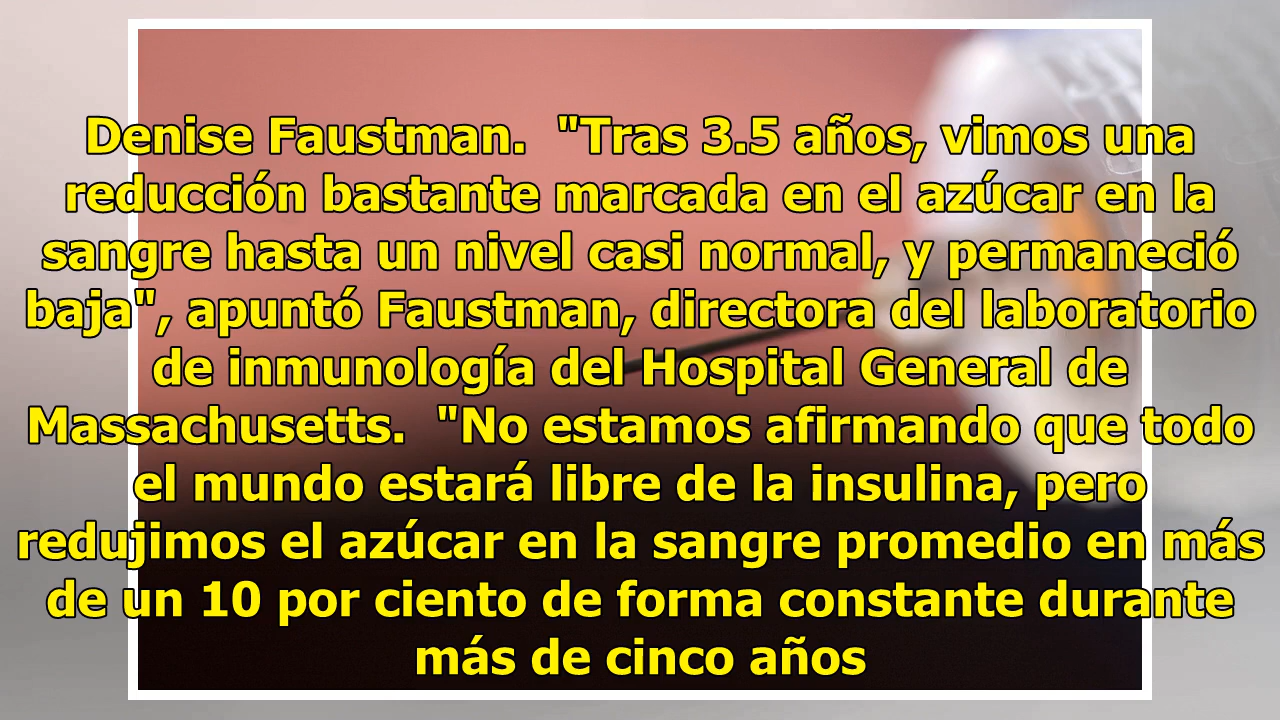 Denise Faustman.  "Tras 3.5 años, vimos una
reducción bastante marcada en el azúcar en la
sangre hasta un nivel casi normal, y permaneció
baja", apuntó Faustman, directora del laboratorio
de inmunología del Hospital General de
Massachusetts.  "No estamos afirmando que todo
el mundo estará libre de la insulina, pero
redujimos el azúcar en la sangre promedio en más
de un 10 por ciento de forma constante durante
más de cinco años